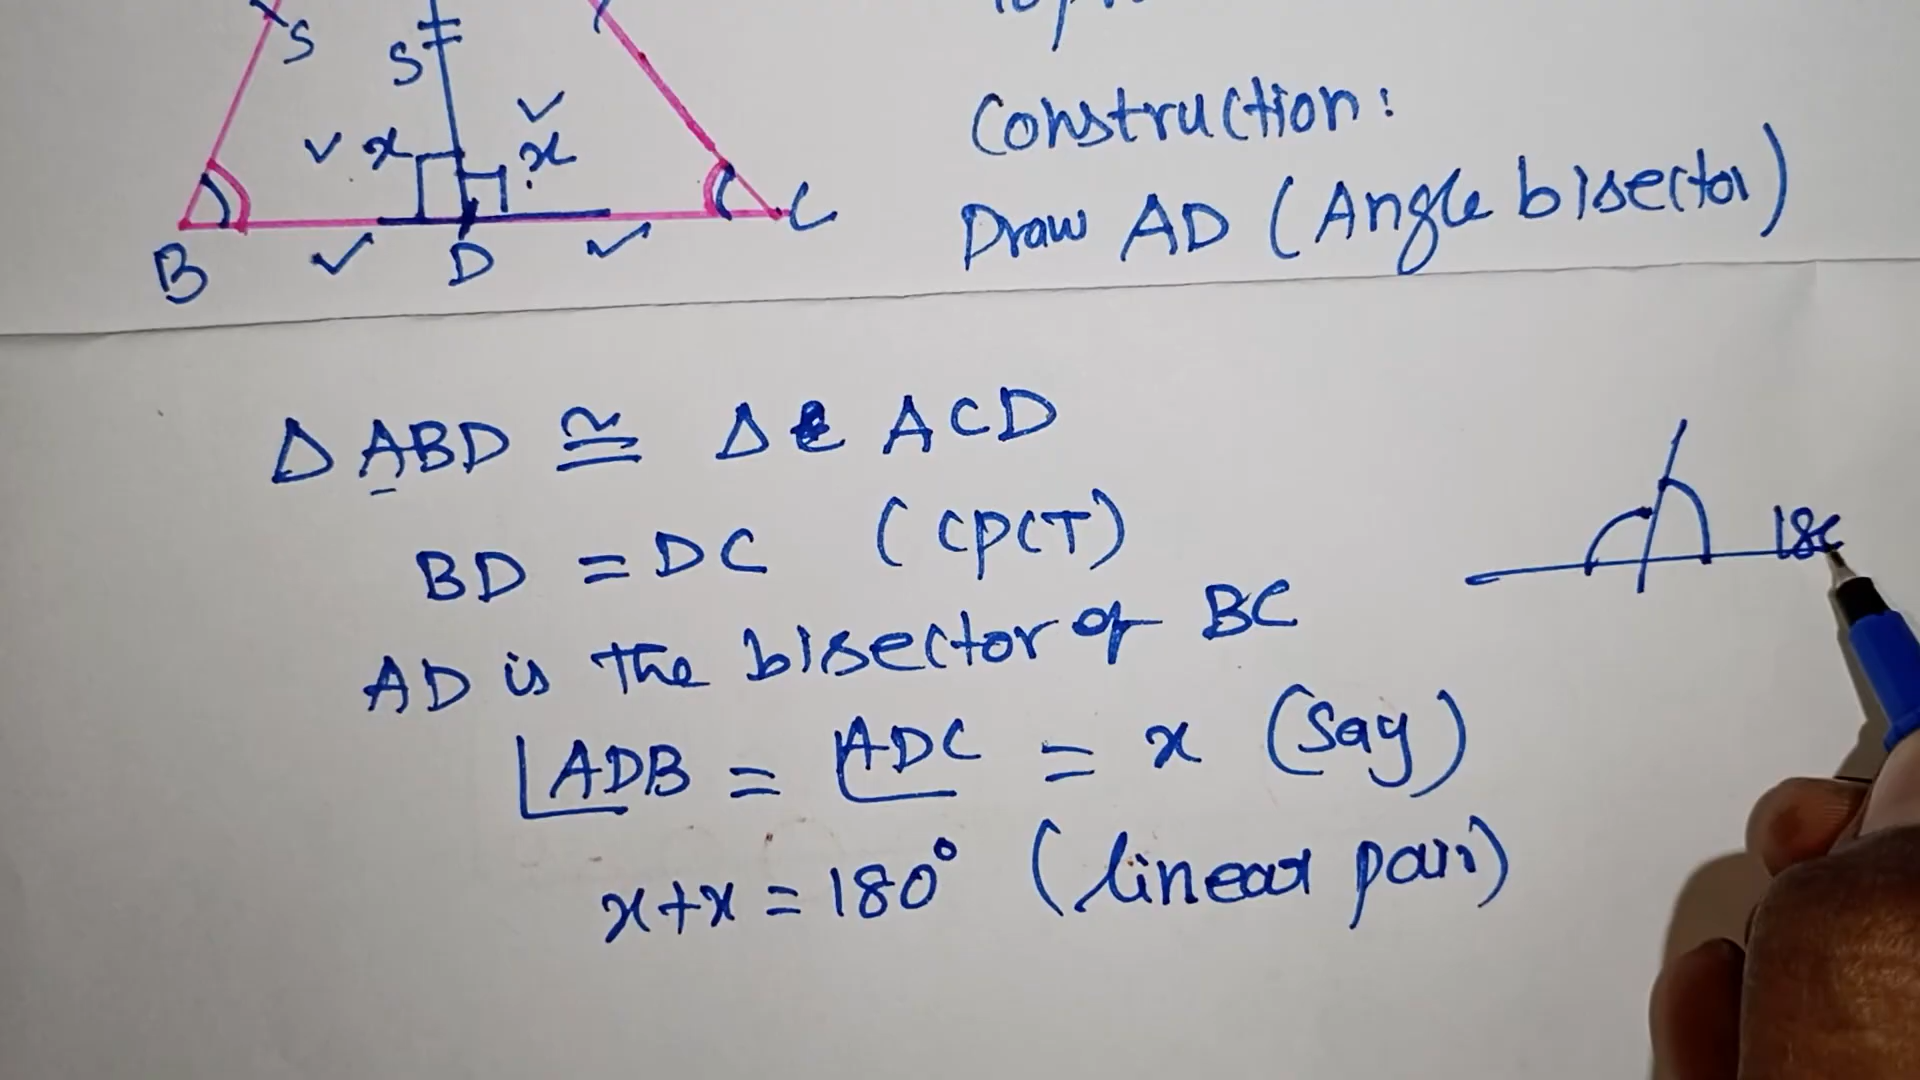 S
S
x
x
B
D
C
Construction:
Draw AD (Angle bisector)
Δ ABD ≅ Δ ACD
BD = DC (CPCT)
AD is the bisector of BC
∠ADB = ∠ADC = x (Say)
x+x = 180° (linear pair)